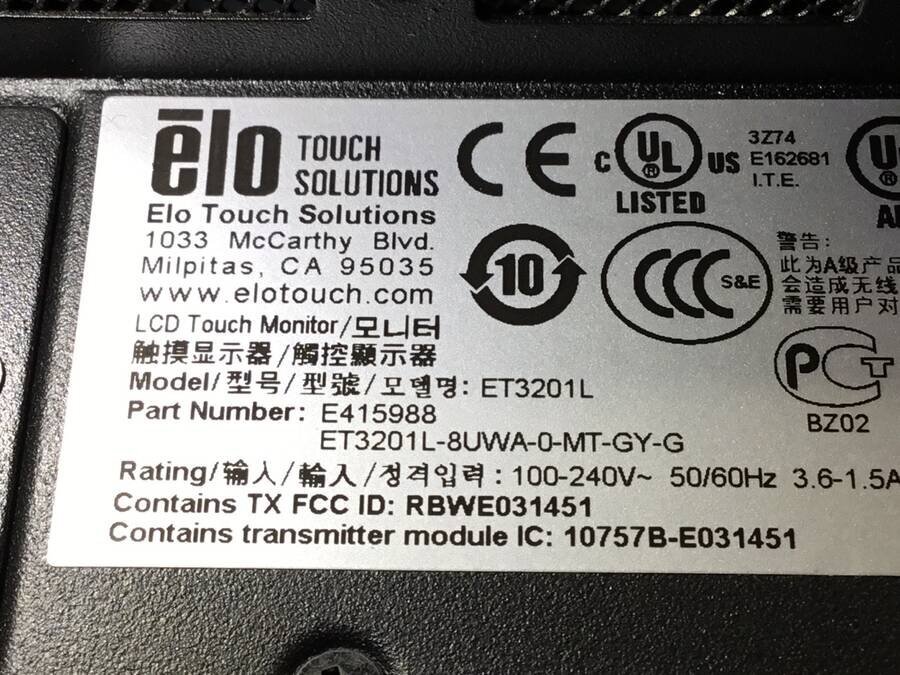 ēlo TOUCH SOLUTIONS
Elo Touch Solutions
1033 McCarthy Blvd.
Milpitas, CA 95035
www.elotouch.com
LCD Touch Monitor/모니터
触摸显示器/觸控顯示器
Model/型号/型號/모델명: ET3201L
Part Number: E415988
ET3201L-8UWA-0-MT-GY-G
Rating/输入/輸入/정격입력: 100-240V~ 50/60Hz 3.6-1.5A
Contains TX FCC ID: RBWE031451
Contains transmitter module IC: 10757B-E031451
CE
C UL® US
LISTED
3Z74
E162681
I.T.E.
10
CCC S&E
警告:
此为A级产品
会造成无线
需要用户对
PCT
BZ02